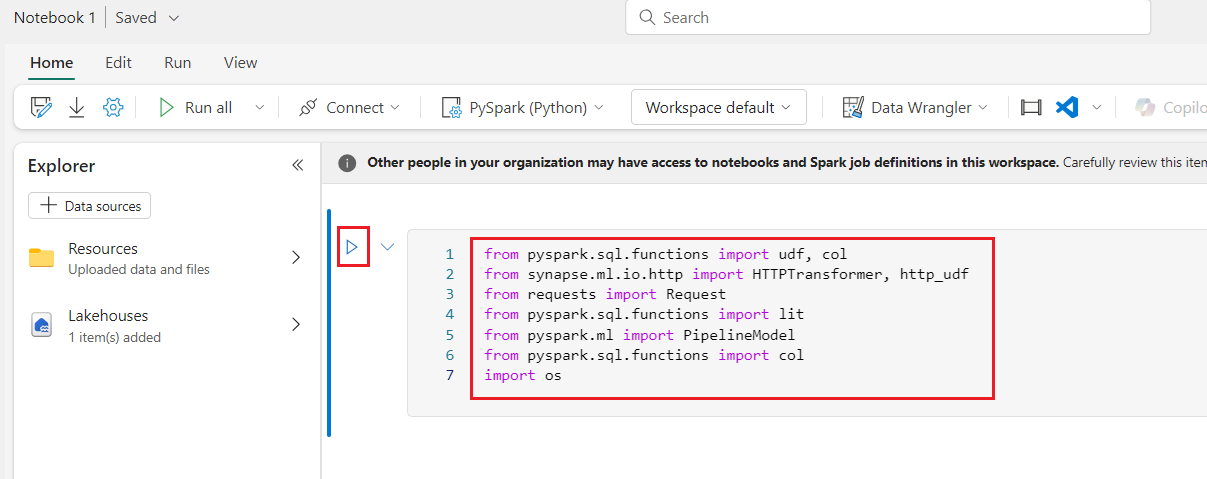 Notebook 1 Saved
Search
Home Edit Run View
Run all Connect PySpark (Python) Workspace default Data Wrangler
Explorer
Other people in your organization may have access to notebooks and Spark job definitions in this workspace. Carefully review this
Data sources
Resources
Uploaded data and files
Lakehouses
1 item(s) added
1 from pyspark.sql.functions import udf, col
2 from synapse.ml.io.http import HTTPTransformer, http_udf
3 from requests import Request
4 from pyspark.sql.functions import lit
5 from pyspark.ml import PipelineModel
6 from pyspark.sql.functions import col
7 import os